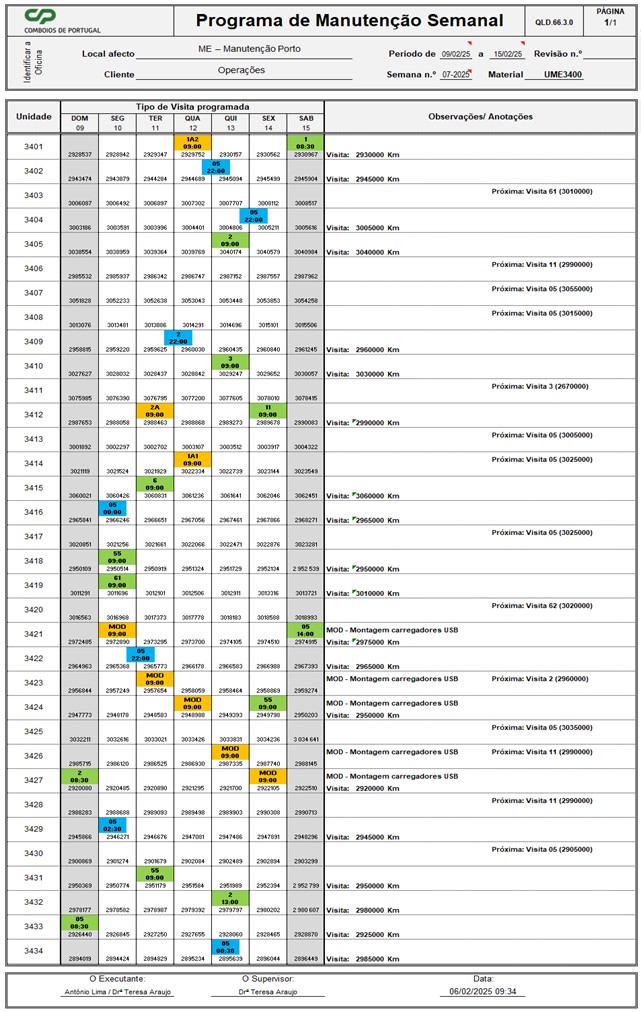 CP
COMBOIOS DE PORTUGAL
Programa de Manutenção Semanal
QLD.66.3.0
PÁGINA
1/1
Identificar a Oficina
Local afecto ME – Manutenção Porto
Período de 09/02/25 a 15/02/25 Revisão n.º
Cliente Operações
Semana n.º 07-2025 Material UME3400
Unidade Tipo de Visita programada Observações/ Anotações
DOM SEG TER QUA QUI SEX SAB
09 10 11 12 13 14 15
1A2 1
09:00 08:30
3401
2928537 2928942 2929347 2929752 2930157 2930562 2930967 Visita: 2930000 Km
05
22:00
3402
2943474 2943879 2944284 2944689 2945094 2945499 2945904 Visita: 2945000 Km
3403 Próxima: Visita 61 (3010000)
3006087 3006492 3006897 3007302 3007707 3008112 3008517
05
22:00
3404
3003186 3003591 3003996 3004401 3004806 3005211 3005616 Visita: 3005000 Km
2
09:00
3405
3038554 3038959 3039364 3039769 3040174 3040579 3040984 Visita: 3040000 Km
3406 Próxima: Visita 11 (2990000)
2985532 2985937 2986342 2986747 2987152 2987557 2987962
3407 Próxima: Visita 05 (3055000)
3051828 3052233 3052638 3053043 3053448 3053853 3054258
3408 Próxima: Visita 05 (3015000)
3013076 3013481 3013886 3014291 3014696 3015101 3015506
2
22:00
3409
2958815 2959220 2959625 2960030 2960435 2960840 2961245 Visita: 2960000 Km
3
09:00
3410
3027627 3028032 3028437 3028842 3029247 3029652 3030057 Visita: 3030000 Km
3411 Próxima: Visita 3 (2670000)
3075985 3076390 3076795 3077200 3077605 3078010 3078415
2A 11
09:00 09:00
3412
2987653 2988058 2988463 2988868 2989273 2989678 2990083 Visita: 2990000 Km
3413 Próxima: Visita 05 (3005000)
3001892 3002297 3002702 3003107 3003512 3003917 3004322
1A1
09:00
3414 Próxima: Visita 05 (3025000)
3021119 3021524 3021929 3022334 3022739 3023144 3023549
6
09:00
3415
3060021 3060426 3060831 3061236 3061641 3062046 3062451 Visita: 3060000 Km
05
00:00
3416
2965841 2966246 2966651 2967056 2967461 2967866 2968271 Visita: 2965000 Km
3417 Próxima: Visita 05 (3025000)
3020851 3021256 3021661 3022066 3022471 3022876 3023281
55
09:00
3418
2950109 2950514 2950919 2951324 2951729 2952134 2 952 539 Visita: 2950000 Km
61
09:00
3419
3011291 3011696 3012101 3012506 3012911 3013316 3013721 Visita: 3010000 Km
3420 Próxima: Visita 62 (3020000)
3016563 3016968 3017373 3017778 3018183 3018588 3018993
MOD 05
09:00 14:00
3421 MOD - Montagem carregadores USB
2972485 2972890 2973295 2973700 2974105 2974510 2974915 Visita: 2975000 Km
05
22:00
3422
2964963 2965368 2965773 2966178 2966583 2966988 2967393 Visita: 2965000 Km
MOD
09:00
3423 MOD - Montagem carregadores USB Próxima: Visita 2 (2960000)
2956844 2957249 2957654 2958059 2958464 2958869 2959274
MOD 55
09:00 09:00
3424 MOD - Montagem carregadores USB
2947773 2948178 2948583 2948988 2949393 2949798 2950203 Visita: 2950000 Km
3425 Próxima: Visita 05 (3035000)
3032211 3032616 3033021 3033426 3033831 3034236 3 034 641
MOD
09:00
3426 MOD - Montagem carregadores USB Próxima: Visita 11 (2990000)
2985715 2986120 2986525 2986930 2987335 2987740 2988145
2 MOD
08:30 09:00
3427 MOD - Montagem carregadores USB
2920080 2920485 2920890 2921295 2921700 2922105 2922510 Visita: 2920000 Km
3428 Próxima: Visita 11 (2990000)
2988283 2988688 2989093 2989498 2989903 2990308 2990713
05
02:30
3429
2945866 2946271 2946676 2947081 2947486 2947891 2948296 Visita: 2945000 Km
3430 Próxima: Visita 05 (2905000)
2900869 2901274 2901679 2902084 2902489 2902894 2903299
55
09:00
3431
2950369 2950774 2951179 2951584 2951989 2952394 2 952 799 Visita: 2950000 Km
2
13:00
3432
2978177 2978582 2978987 2979392 2979797 2980202 2 980 607 Visita: 2980000 Km
05
08:30
3433
2926440 2926845 2927250 2927655 2928060 2928465 2928870 Visita: 2925000 Km
05
08:30
3434
2894019 2894424 2894829 2895234 2895639 2896044 2896449 Visita: 2985000 Km
O Executante: O Supervisor: Data:
António Lima / Drª Teresa Araujo Drª Teresa Araujo 06/02/2025 09:34